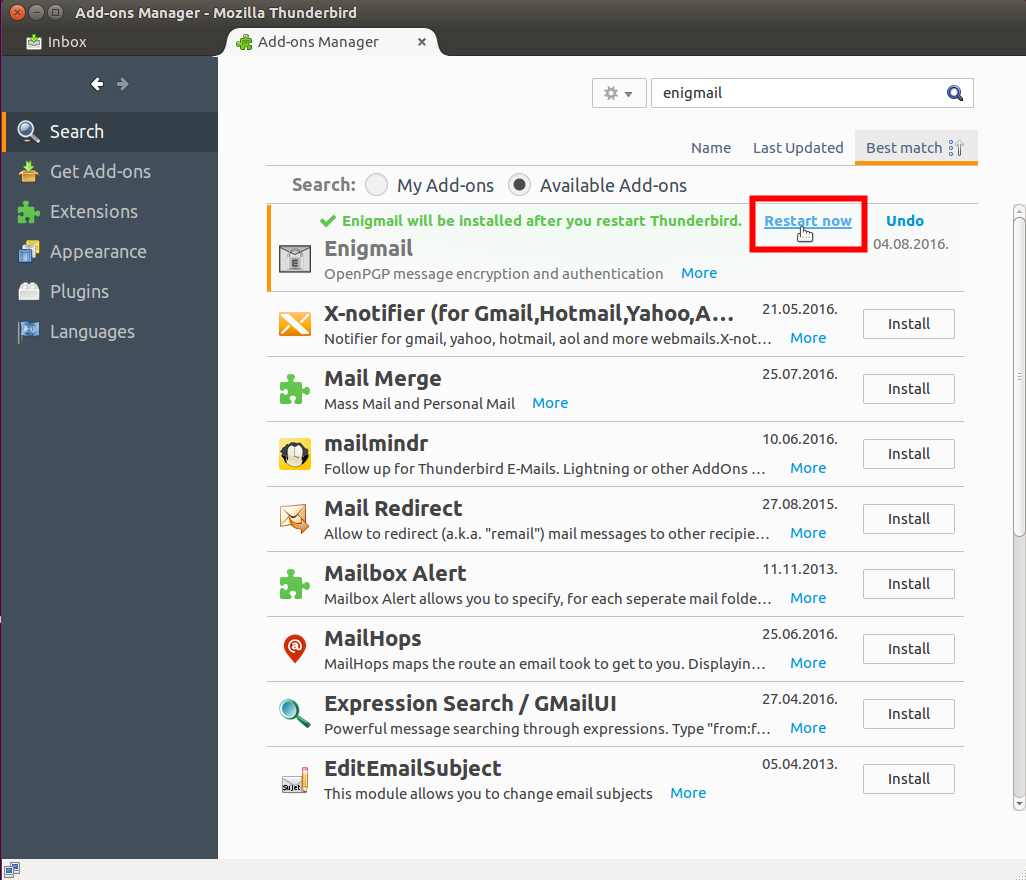 Add-ons Manager - Mozilla Thunderbird
Inbox
Add-ons Manager
enigmail
Search
Get Add-ons
Extensions
Appearance
Plugins
Languages
Name Last Updated Best match
Search: My Add-ons Available Add-ons
Enigmail will be installed after you restart Thunderbird. Restart now Undo
Enigmail 04.08.2016.
OpenPGP message encryption and authentication More
X-notifier (for Gmail,Hotmail,Yahoo,A... 21.05.2016. Install
Notifier for gmail, yahoo, hotmail, aol and more webmails.X-not... More
Mail Merge 25.07.2016. Install
Mass Mail and Personal Mail More
mailmindr 10.06.2016. Install
Follow up for Thunderbird E-Mails. Lightning or other AddOns ... More
Mail Redirect 27.08.2015. Install
Allow to redirect (a.k.a. "remail") mail messages to other recipie... More
Mailbox Alert 11.11.2013. Install
Mailbox Alert allows you to specify, for each seperate mail folde... More
MailHops 25.06.2016. Install
MailHops maps the route an email took to get to you. Displayin... More
Expression Search / GMailUI 27.04.2016. Install
Powerful message searching through expressions. Type "from:f... More
EditEmailSubject 05.04.2013. Install
This module allows you to change email subjects More